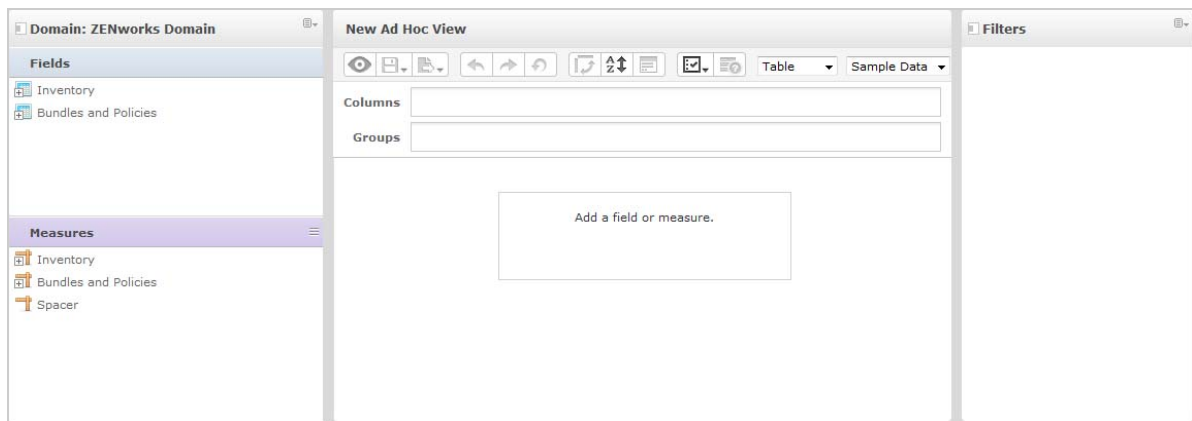 Domain: ZENworks Domain
Fields
Inventory
Bundles and Policies
Measures
Inventory
Bundles and Policies
Spacer
New Ad Hoc View
A
Z
Table
Sample Data
Columns
Groups
Add a field or measure.
Filters